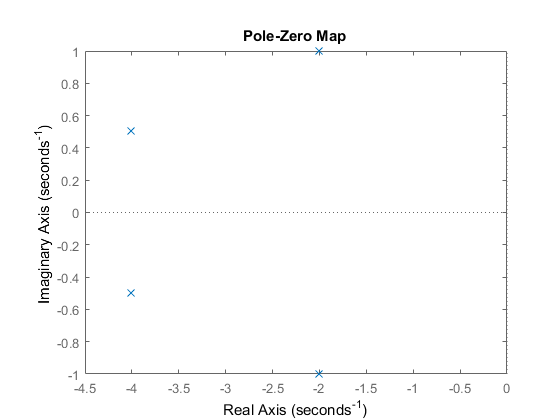 Pole-Zero Map
1
0.8
0.6
0.4
0.2
0
-0.2
-0.4
-0.6
-0.8
-1
Imaginary Axis (seconds⁻¹)
-4.5 -4 -3.5 -3 -2.5 -2 -1.5 -1 -0.5 0
Real Axis (seconds⁻¹)